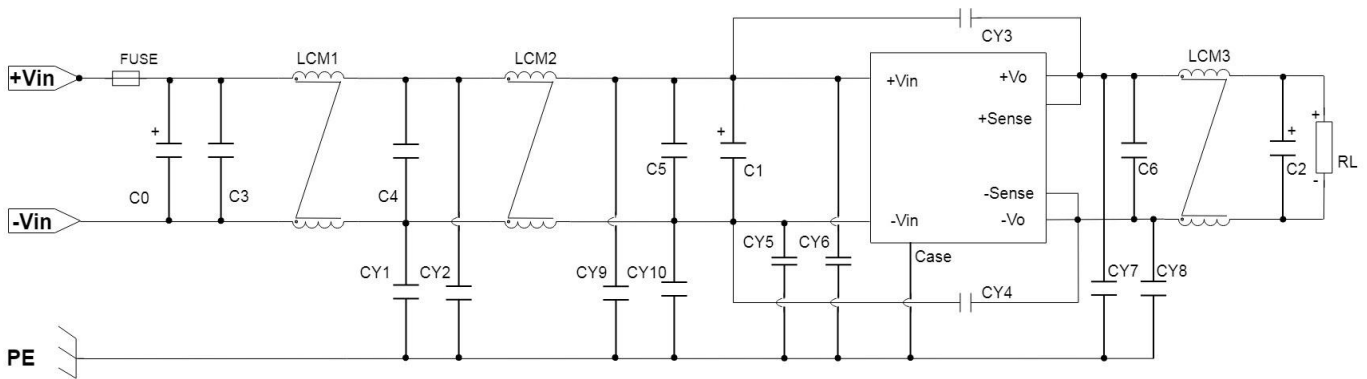 CY3
FUSE
LCM1
LCM2
LCM3
+Vin
+Vin
+Vo
+Sense
+
+
+
+
C0
C3
C4
C5
C1
C6
C2
RL
-
-Sense
-Vin
-Vin
-Vo
CY1
CY2
CY9
CY10
CY5
CY6
Case
CY4
CY7
CY8
PE